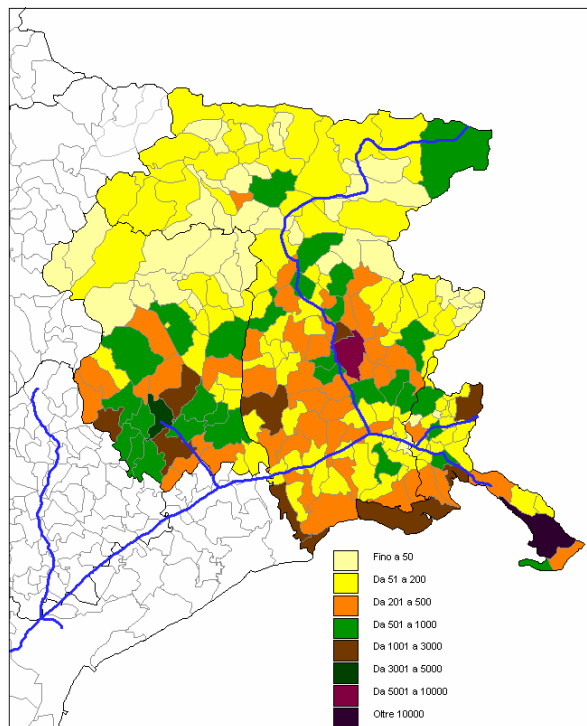 Fino a 50
Da 51 a 200
Da 201 a 500
Da 501 a 1000
Da 1001 a 3000
Da 3001 a 5000
Da 5001 a 10000
Oltre 10000